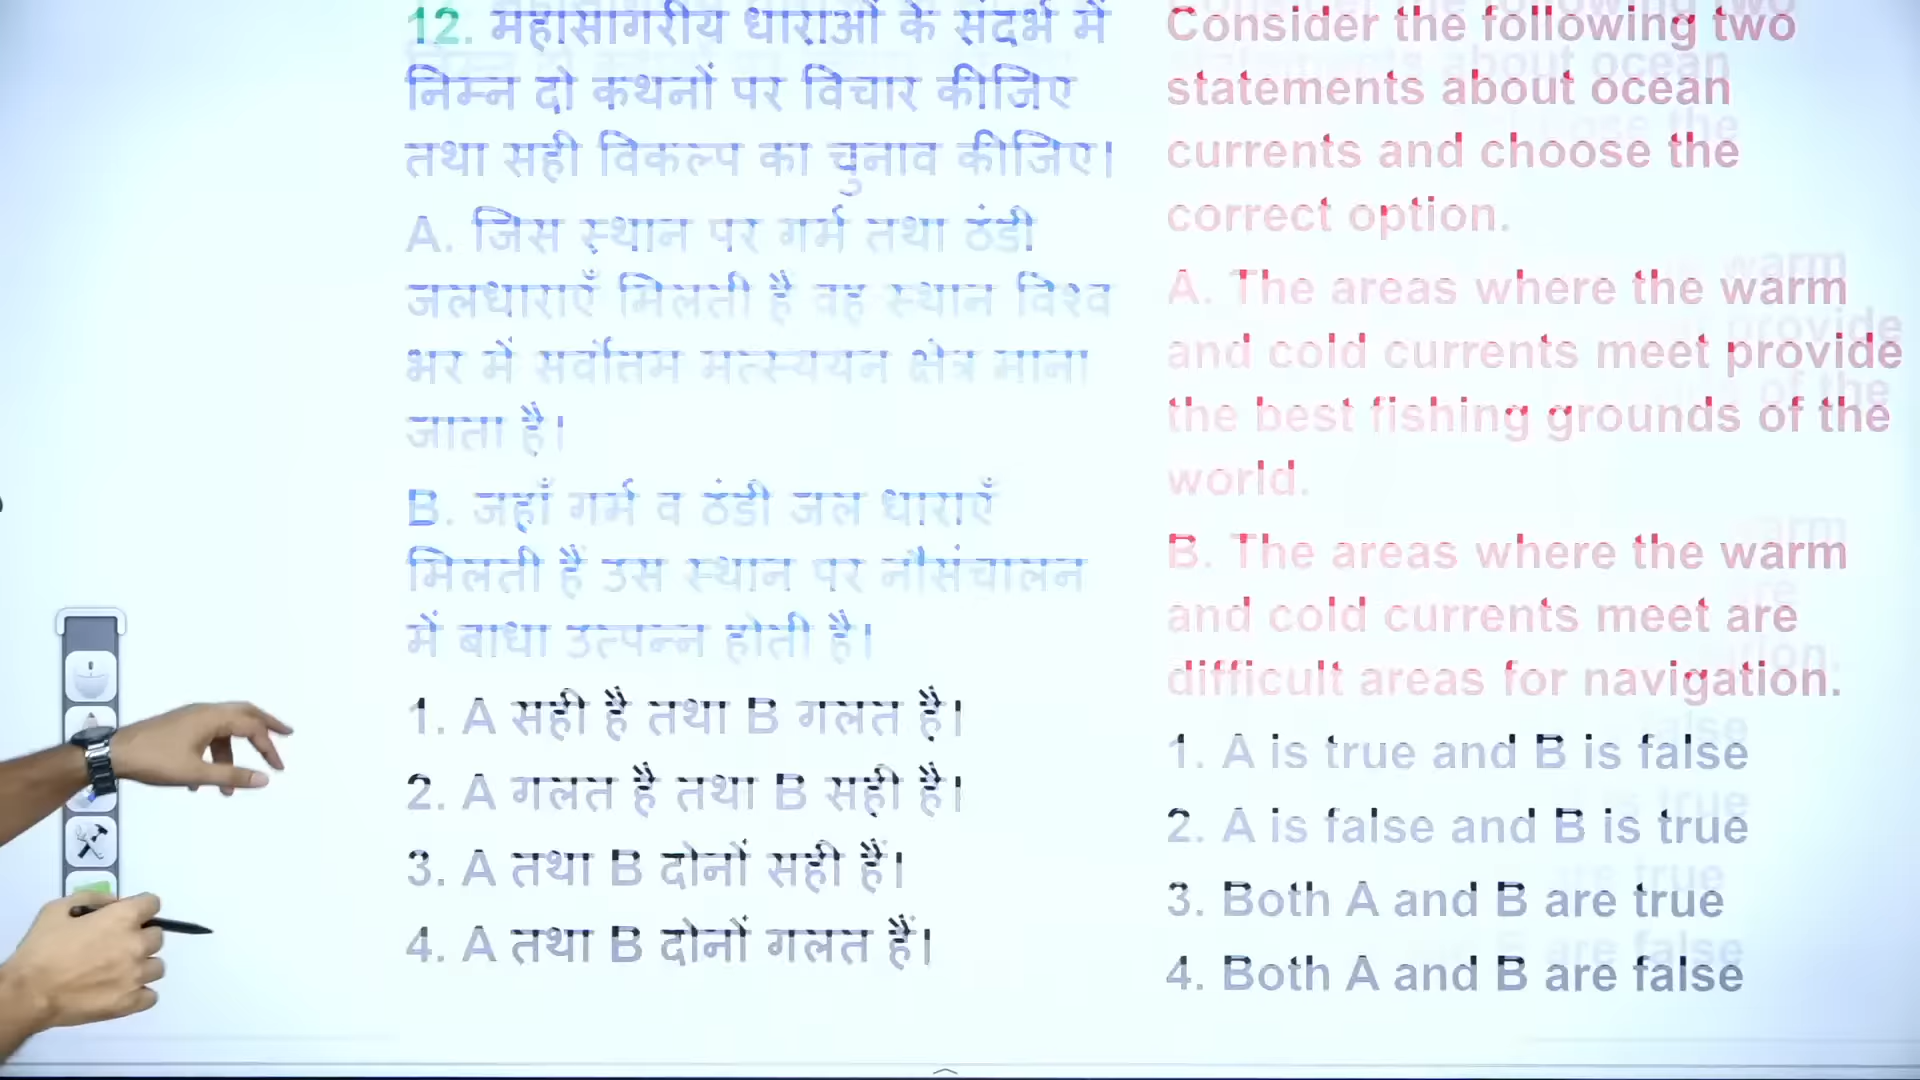 12. महासागरीय धाराओं के संदर्भ में
निम्न दो कथनों पर विचार कीजिए
तथा सही विकल्प का चुनाव कीजिए।
A. जिस स्थान पर गर्म तथा ठंडी
जलधाराएँ मिलती हैं वह स्थान विश्व
भर में सर्वोतम मत्स्ययन क्षेत्र माना
जाता है।
B. जहाँ गर्म व ठंडी जल धाराएँ
मिलती हैं उस स्थान पर नौसंचालन
में बाधा उत्पन्न होती है।
1. A सही है तथा B गलत है।
2. A गलत है तथा B सही है।
3. A तथा B दोनों सही हैं।
4. A तथा B दोनों गलत हैं।
Consider the following two
statements about ocean
currents and choose the
correct option.
A. The areas where the warm
and cold currents meet provide
the best fishing grounds of the
world.
B. The areas where the warm
and cold currents meet are
difficult areas for navigation.
1. A is true and B is false
2. A is false and B is true
3. Both A and B are true
4. Both A and B are false